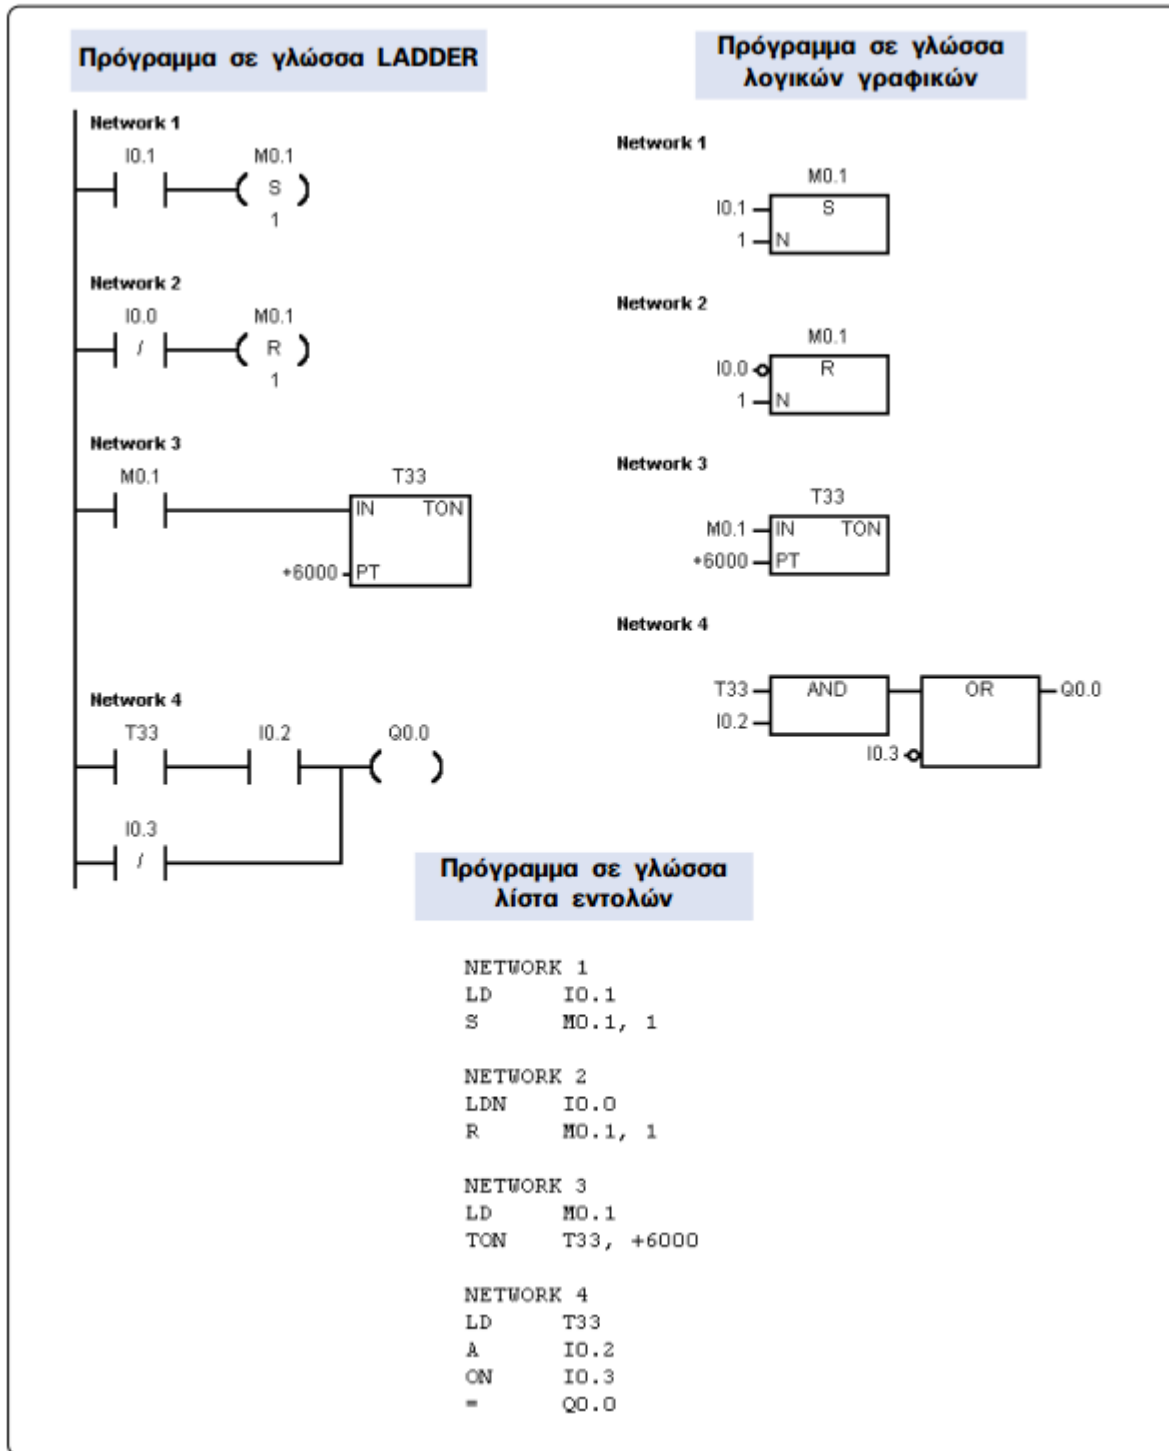 Πρόγραμμα σε γλώσσα LADDER
Network 1
I0.1 M0.1
S
1
Network 2
I0.0 M0.1
/ R
1
Network 3
M0.1 T33
IN TON
+6000 PT
Network 4
T33 I0.2 Q0.0
I0.3
/
Πρόγραμμα σε γλώσσα
λογικών γραφικών
Network 1
M0.1
I0.1 S
1 N
Network 2
M0.1
I0.0 R
1 N
Network 3
T33
M0.1 IN TON
+6000 PT
Network 4
T33 AND OR Q0.0
I0.2
I0.3
Πρόγραμμα σε γλώσσα
λίστα εντολών
NETWORK 1
LD I0.1
S M0.1, 1
NETWORK 2
LDN I0.0
R M0.1, 1
NETWORK 3
LD M0.1
TON T33, +6000
NETWORK 4
LD T33
A I0.2
ON I0.3
= Q0.0